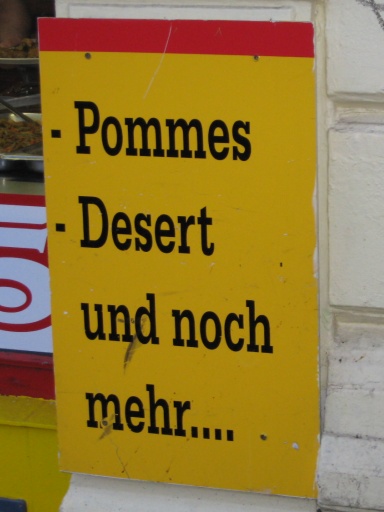 - Pommes
- Desert
und noch
mehr....